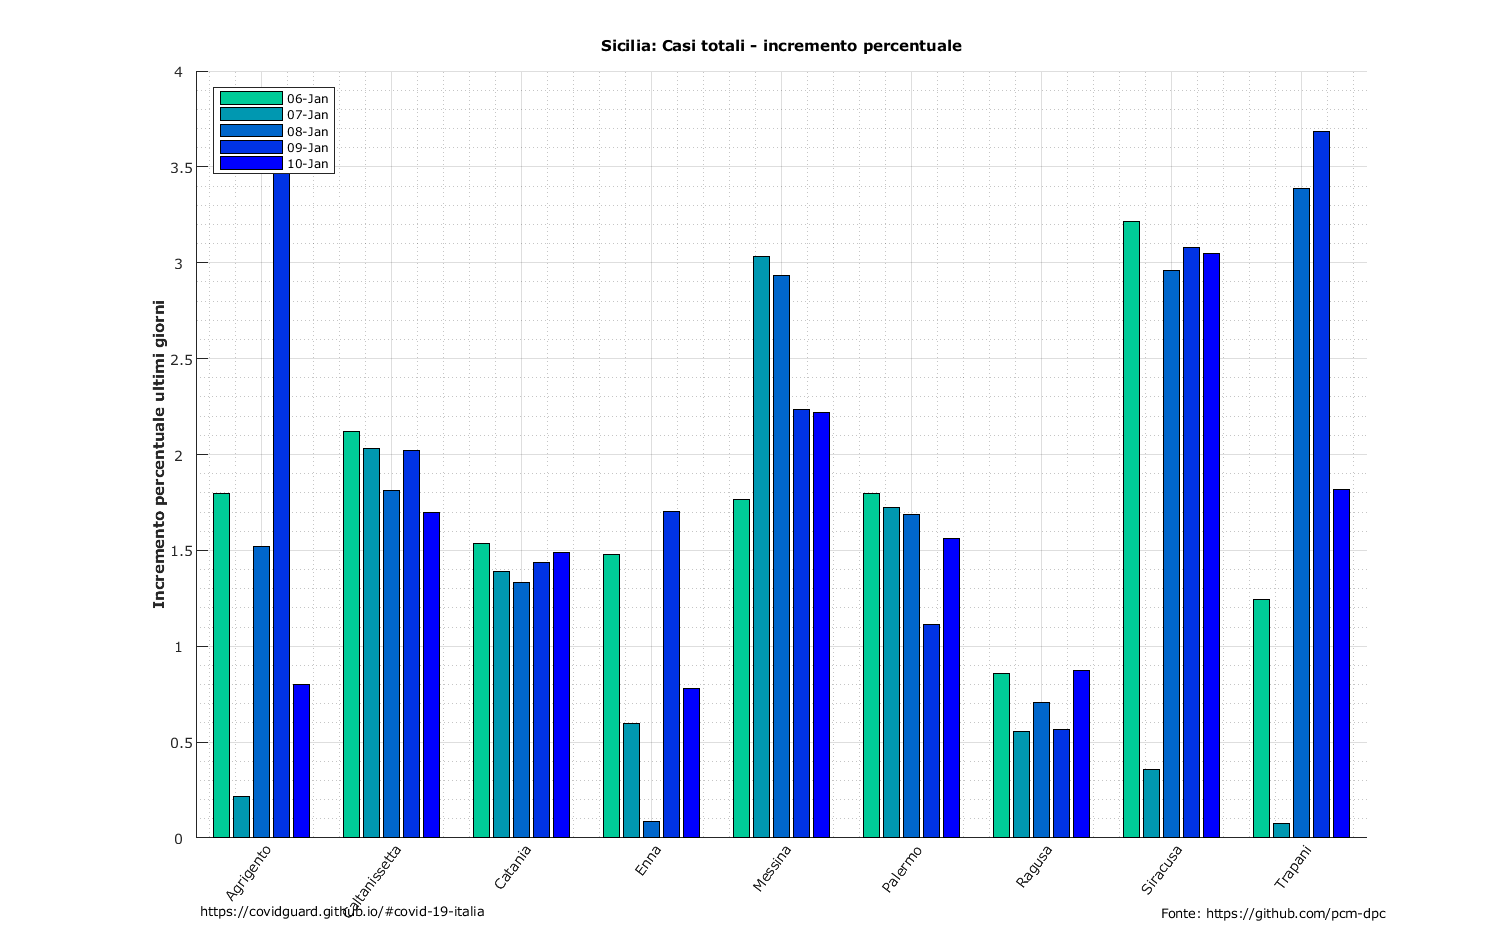 Sicilia: Casi totali - incremento percentuale
Incremento percentuale ultimi giorni
4
3.5
3
2.5
2
1.5
1
0.5
0
06-Jan
07-Jan
08-Jan
09-Jan
10-Jan
Agrigento
Caltanissetta
Catania
Enna
Messina
Palermo
Ragusa
Siracusa
Trapani
https://covidguard.github.io/#covid-19-italia
Fonte: https://github.com/pcm-dpc